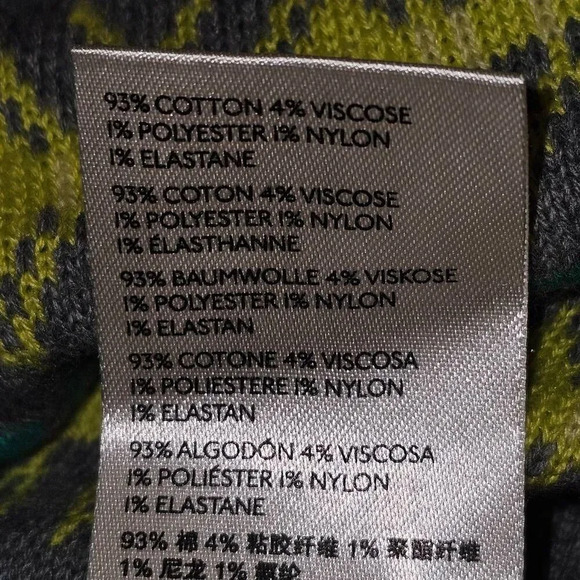 93% COTTON 4% VISCOSE
1% POLYESTER 1% NYLON
1% ELASTANE
93% COTON 4% VISCOSE
1% POLYESTER 1% NYLON
1% ÉLASTHANNE
93% BAUMWOLLE 4% VISKOSE
1% POLYESTER 1% NYLON
1% ELASTAN
93% COTONE 4% VISCOSA
1% POLIESTERE 1% NYLON
1% ELASTAN
93% ALGODÓN 4% VISCOSA
1% POLIÉSTER 1% NYLON
1% ELASTANE
93% 棉 4% 粘胶纤维 1% 聚酯纤维
1% 尼龙 1%